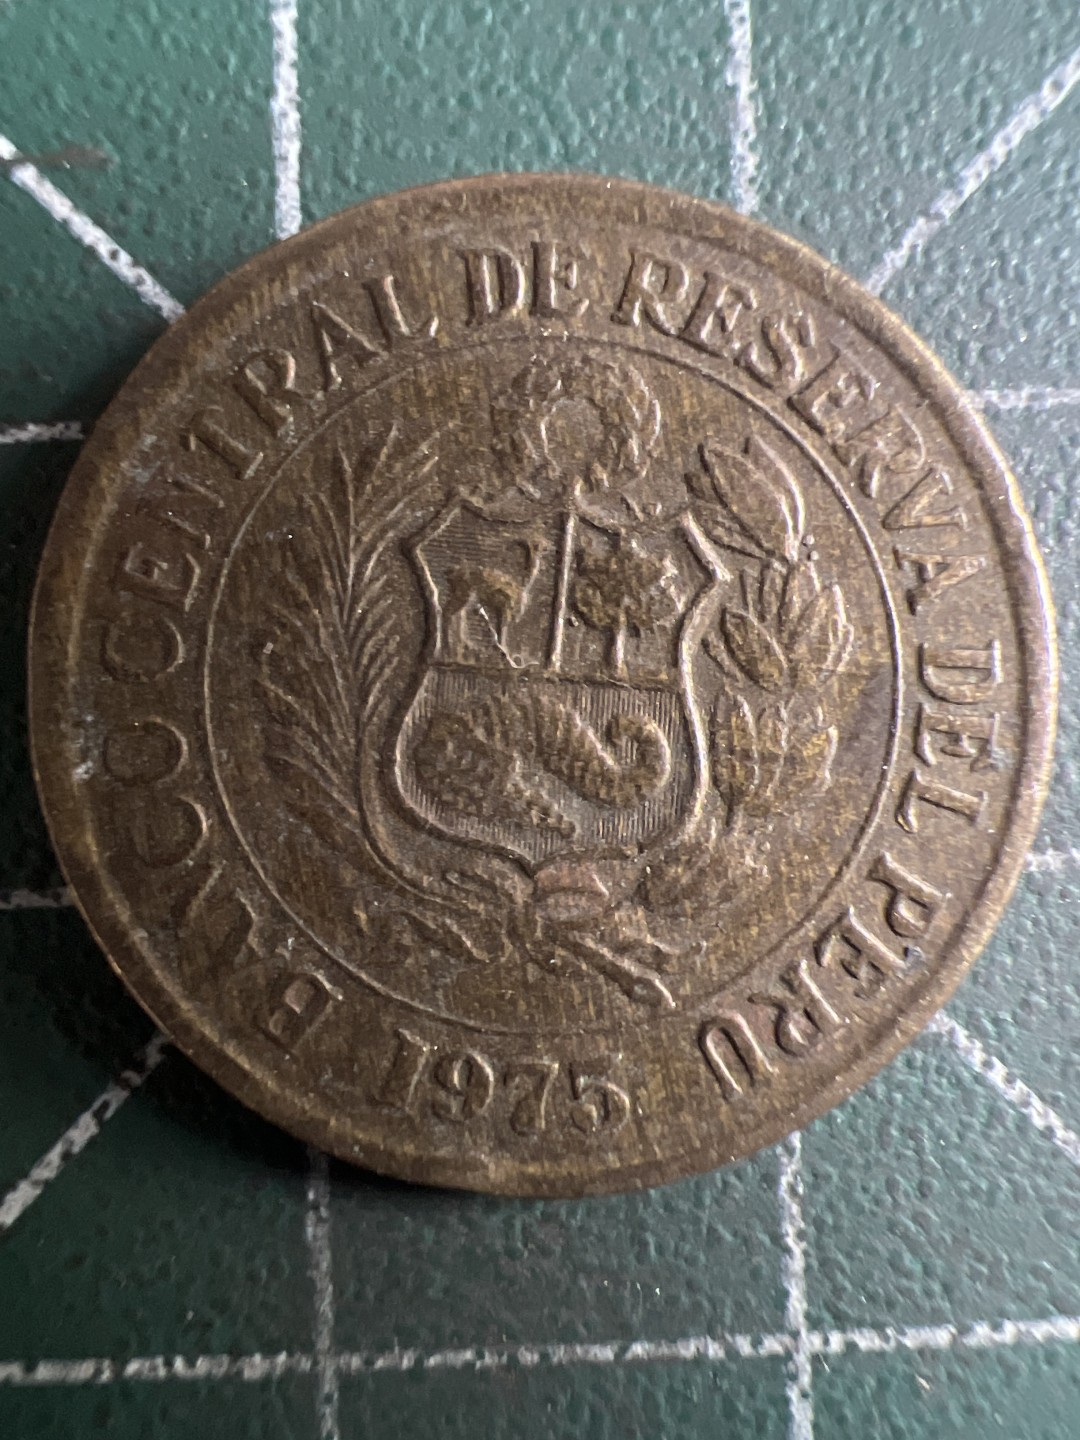 BANCO CENTRAL DE RESERVA DEL PERU
1975